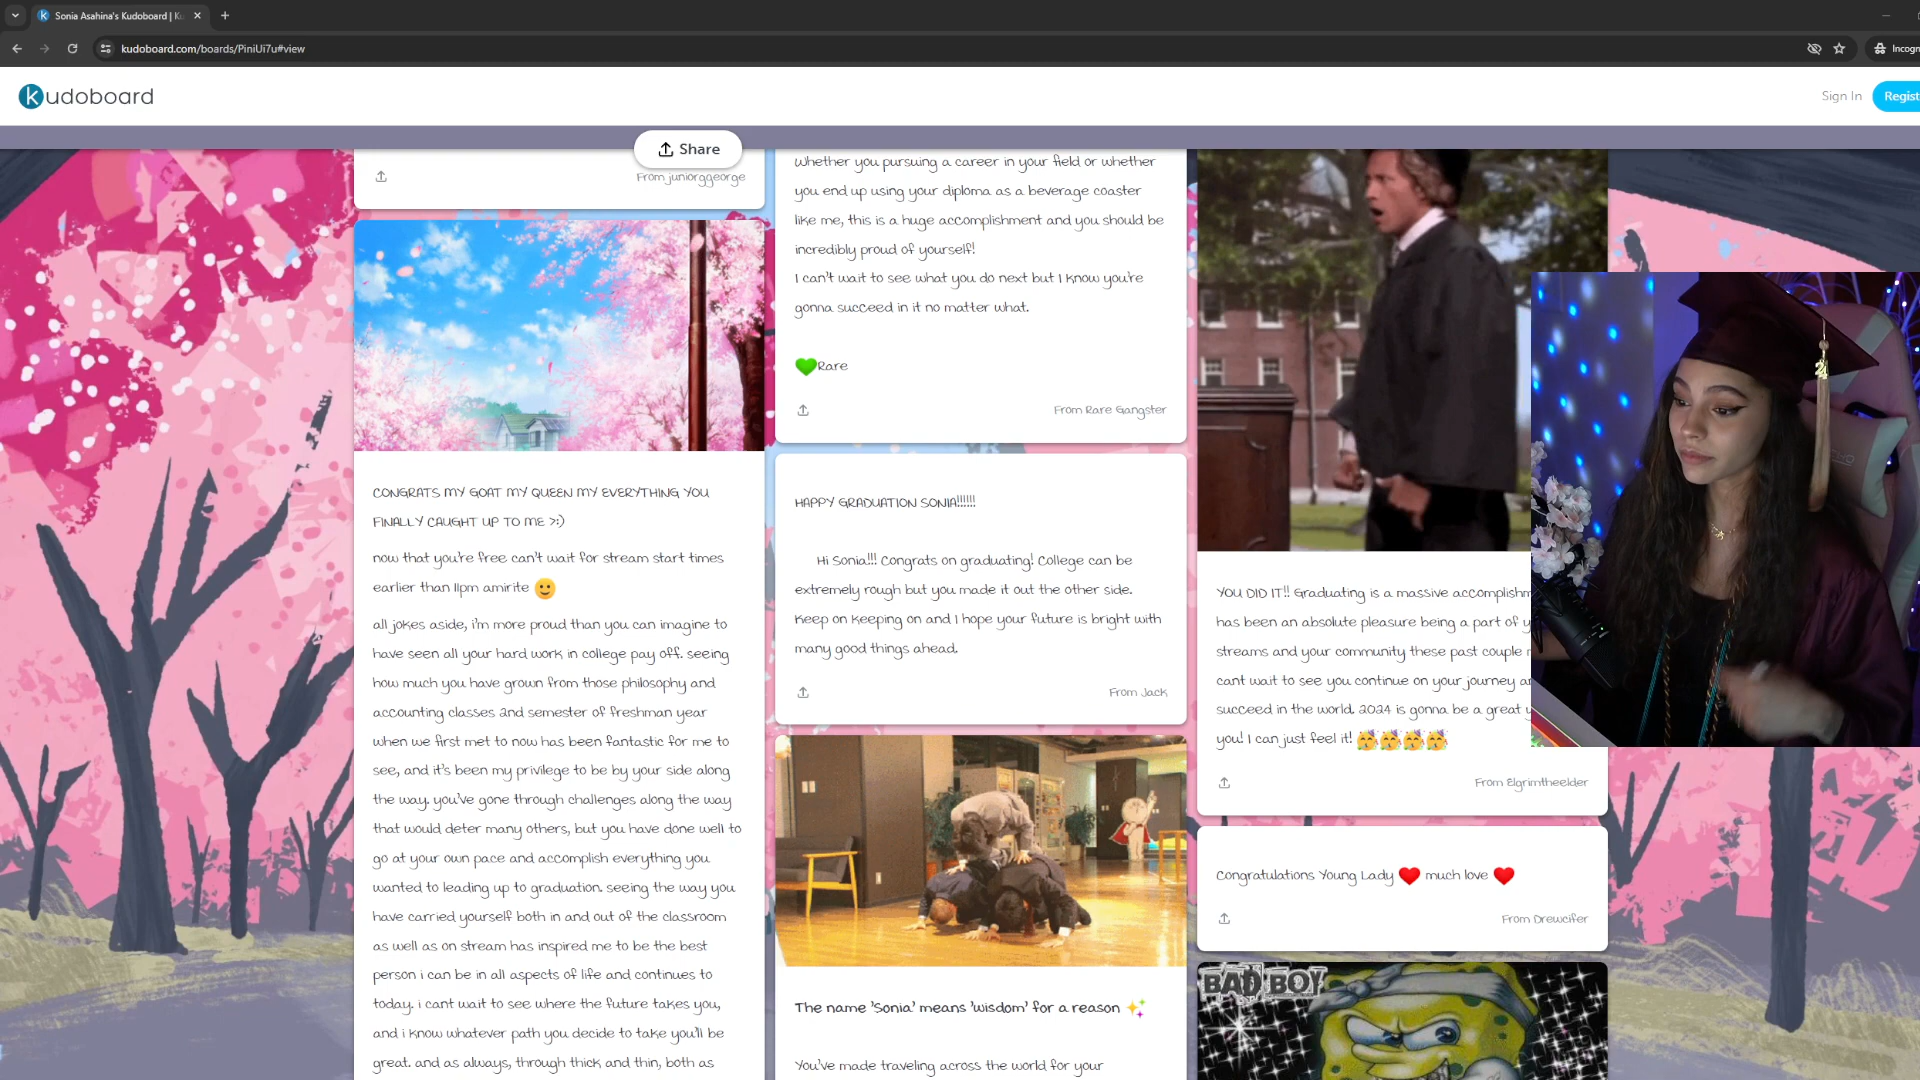 Sonia Asahina's Kudoboard | Ku
kudoboard.com/boards/PiniUi7u#view
Incogn
kudoboard
Sign In
Regist
Share
From juniorggeorge
CONGRATS MY GOAT MY QUEEN MY EVERYTHING YOU
FINALLY CAUGHT UP TO ME >:)
now that you're free can't wait for stream start times
earlier than 11pm amirite 🙂
all jokes aside, i'm more proud than you can imagine to
have seen all your hard work in college pay off. seeing
how much you have grown from those philosophy and
accounting classes 2nd semester of freshman year
when we first met to now has been fantastic for me to
see, and it's been my privilege to be by your side along
the way. you've gone through challenges along the way
that would deter many others, but you have done well to
go at your own pace and accomplish everything you
wanted to leading up to graduation. seeing the way you
have carried yourself both in and out of the classroom
as well as on stream has inspired me to be the best
person i can be in all aspects of life and continues to
today. i cant wait to see where the future takes you,
and i know whatever path you decide to take you'll be
great. and as always, through thick and thin, both as
Whether you pursuing a career in your field or whether
you end up using your diploma as a beverage coaster
like me, this is a huge accomplishment and you should be
incredibly proud of yourself!
I can't wait to see what you do next but I know you're
gonna succeed in it no matter what.
💚Rare
From Rare Gangster
HAPPY GRADUATION SONIA!!!!!!
Hi Sonia!!! Congrats on graduating! College can be
extremely rough but you made it out the other side.
Keep on keeping on and I hope your future is bright with
many good things ahead.
From Jack
The name 'Sonia' means 'wisdom' for a reason ✨
You've made traveling across the world for your
YOU DID IT!! Graduating is a massive accomplishm
has been an absolute pleasure being a part of y
streams and your community these past couple
cant wait to see you continue on your journey a
succeed in the world. 2024 is gonna be a great y
you! I can just feel it! 🥳🥳🥳🥳
From Elgrimtheelder
Congratulations Young Lady ❤️ much love ❤️
From Drewcifer
BAD BOY